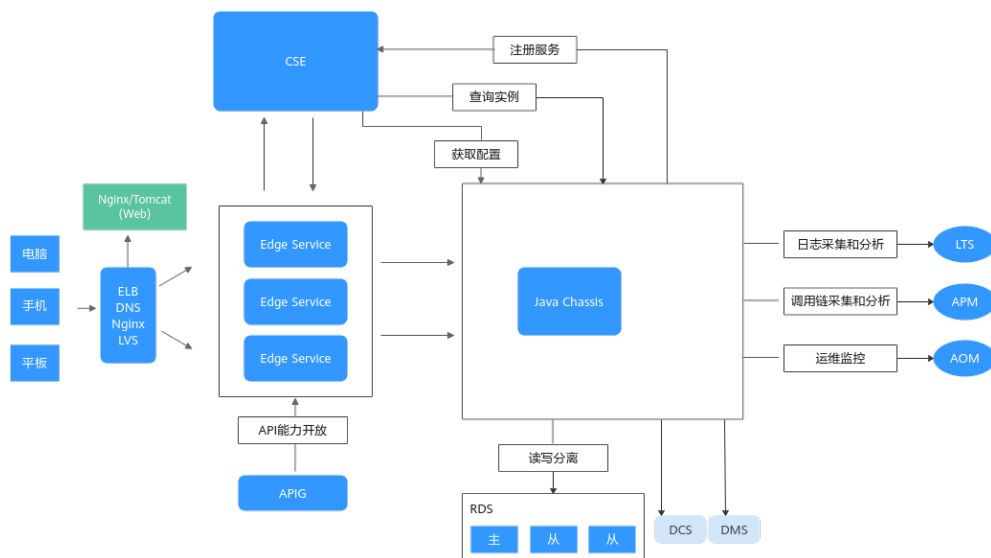 CSE
注册服务
查询实例
获取配置
Nginx/Tomcat
(Web)
电脑
手机
平板
ELB
DNS
Nginx
LVS
Edge Service
Edge Service
Edge Service
API能力开放
APIG
Java Chassis
日志采集和分析
LTS
调用链采集和分析
APM
运维监控
AOM
读写分离
RDS
主
从
从
DCS
DMS